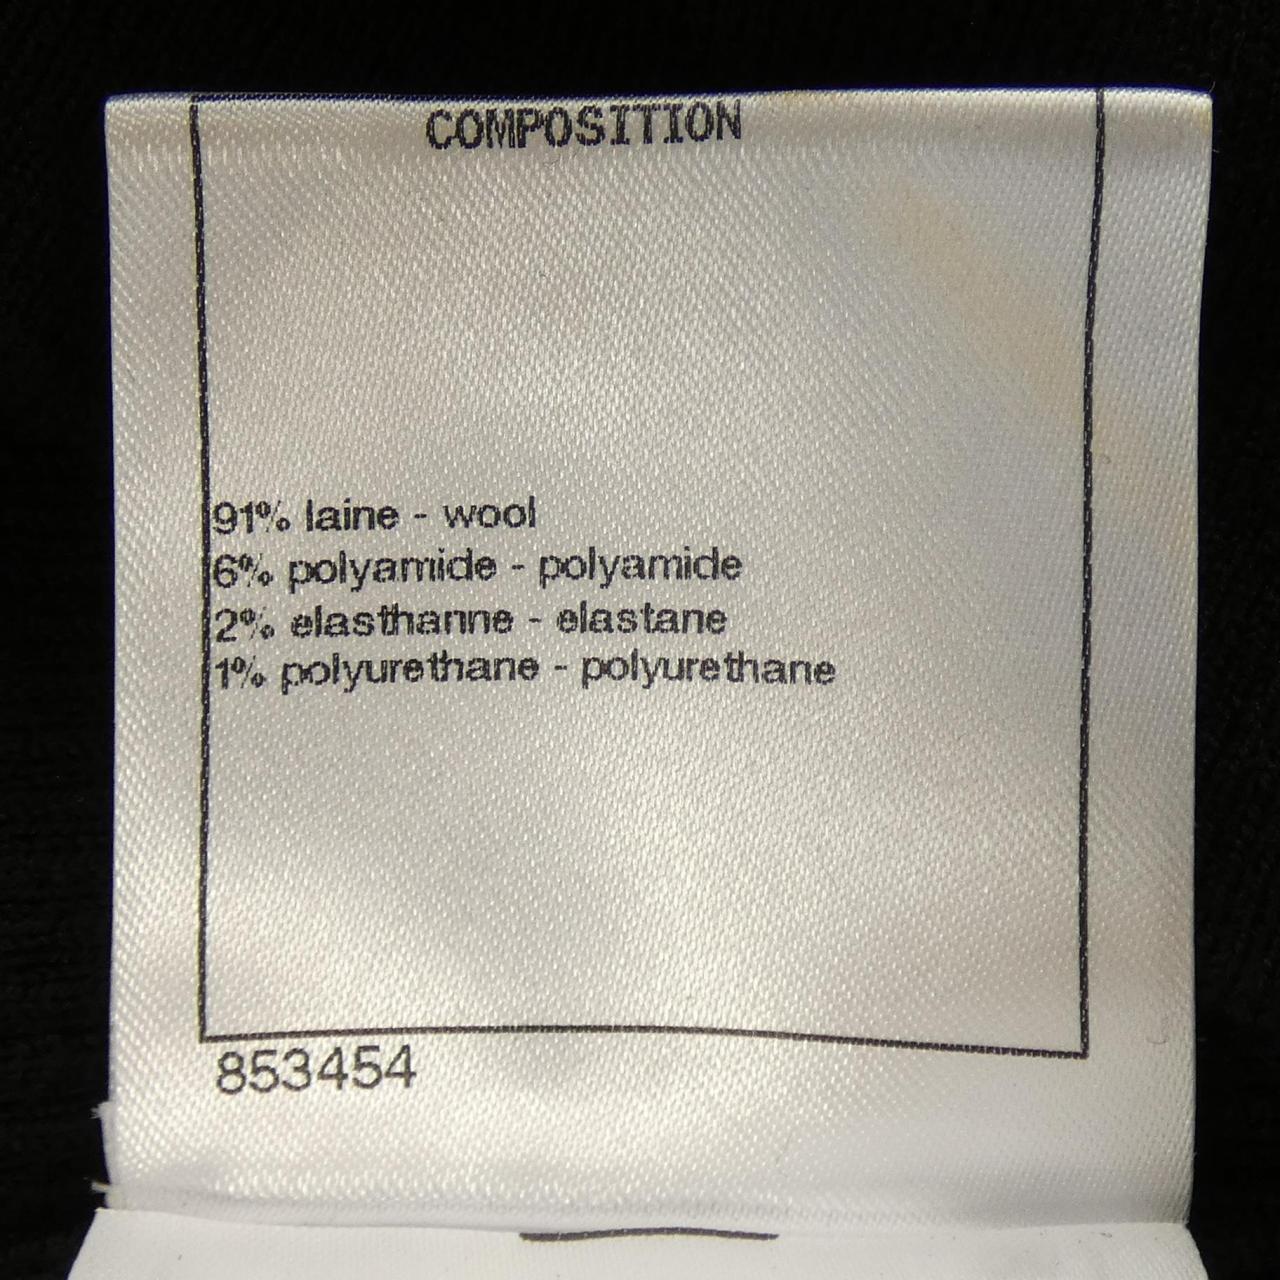 COMPOSITION
91% laine - wool
6% polyamide - polyamide
2% elasthanne - elastane
1% polyurethane - polyurethane
853454